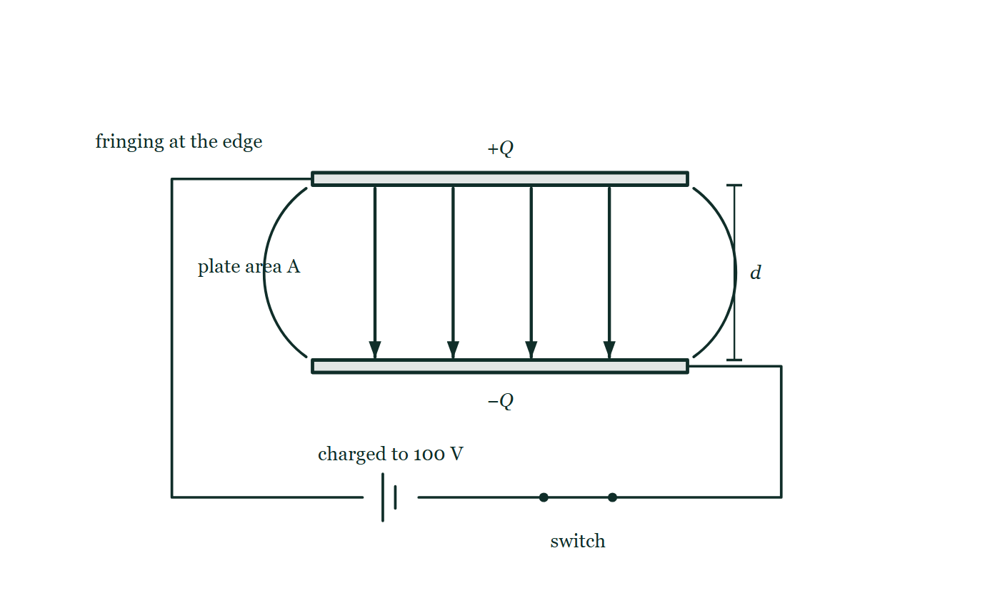 fringing at the edge
+Q
plate area A
d
−Q
charged to 100 V
switch